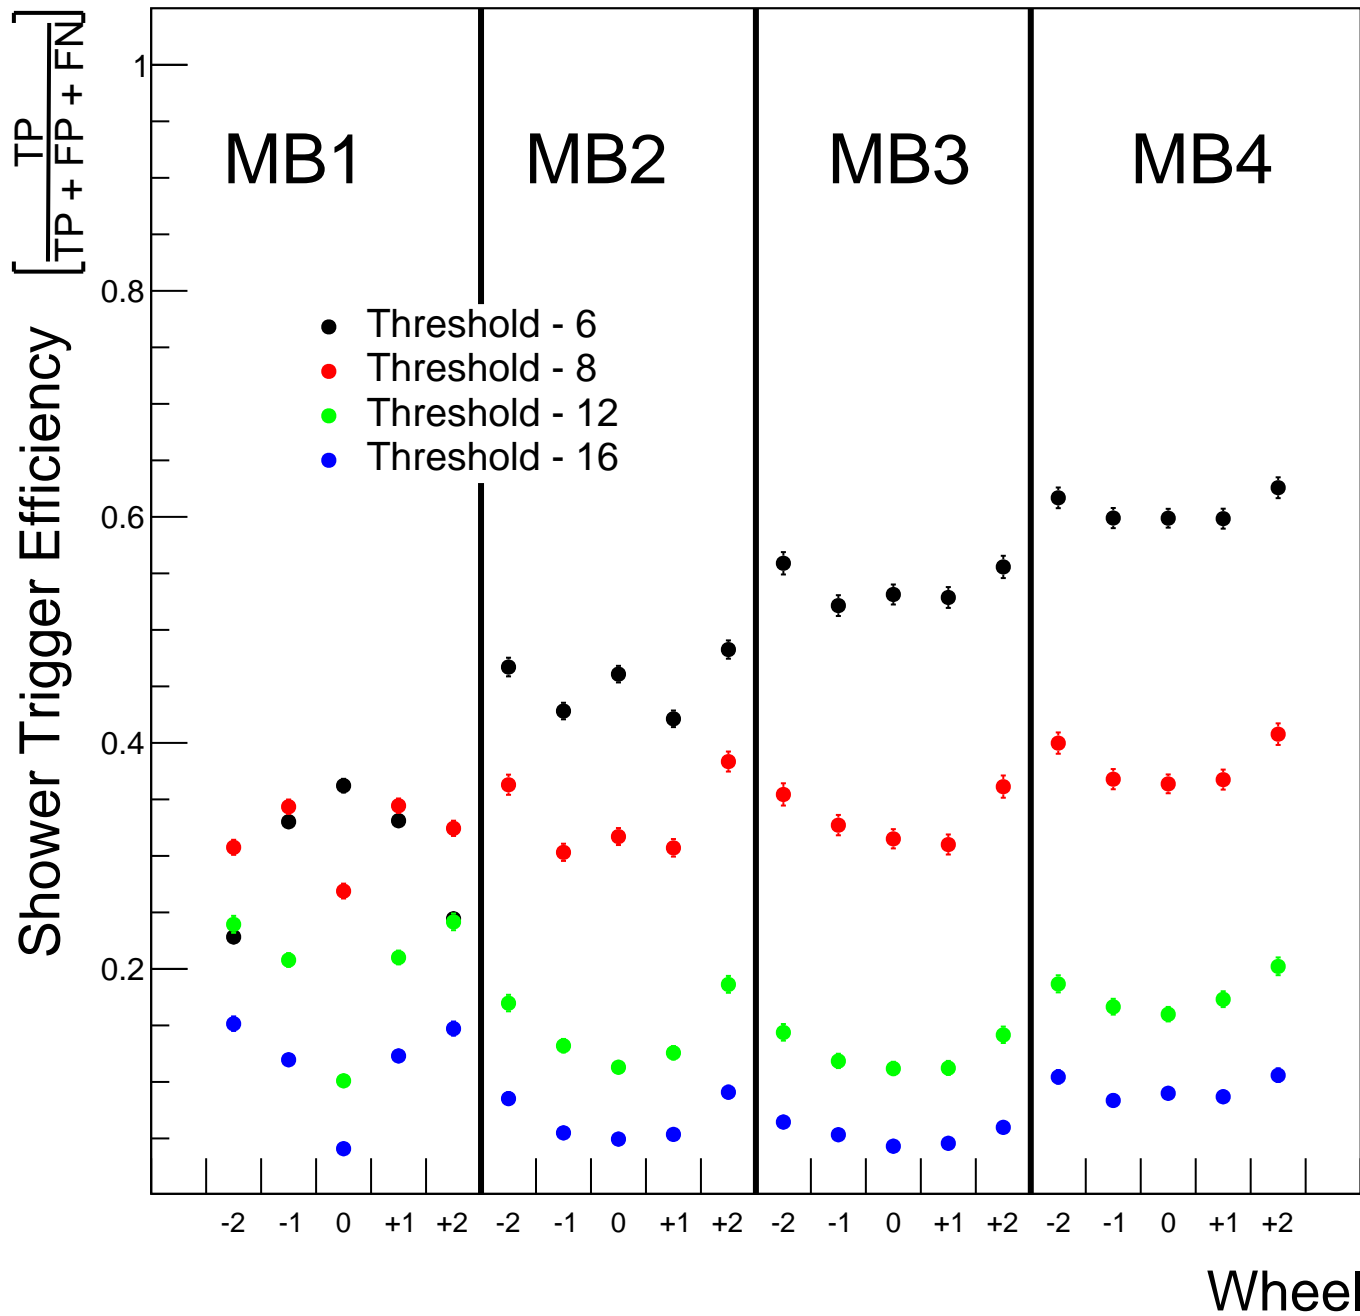 TP
TP + FP + FN
Shower Trigger Efficiency
1
0.8
0.6
0.4
0.2
MB1 MB2 MB3 MB4
Threshold - 6
Threshold - 8
Threshold - 12
Threshold - 16
-2 -1 0 +1 +2 -2 -1 0 +1 +2 -2 -1 0 +1 +2 -2 -1 0 +1 +2
Wheel